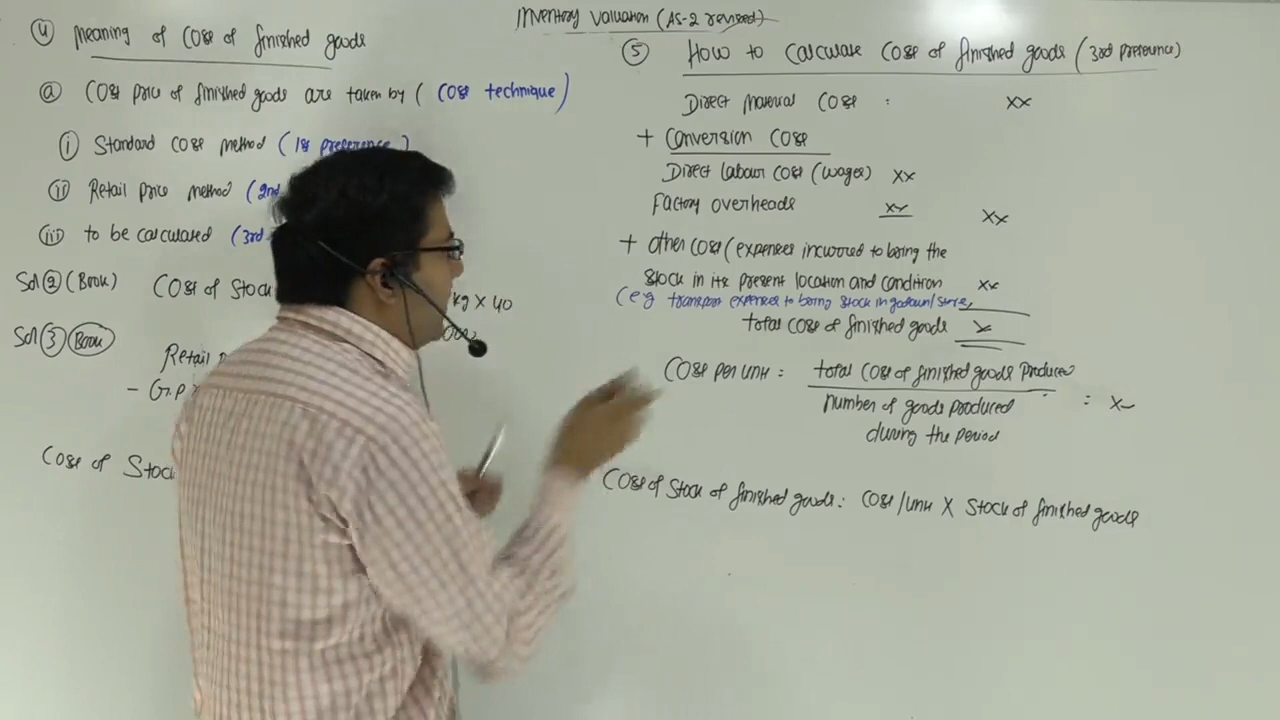 Inventory Valuation (AS-2 revised)
④ Meaning of Cost of finished goods
ⓐ Cost price of finished goods are taken by ( Cost technique )
ⓘ Standard Cost method ( 1st preference )
ⅱ Retail price method ( 2nd
ⅲ to be calculated ( 3rd
Sol ② (Book) Cost of Stock kg × 40
Sol ③ Book
Retail
- G.P
Cost of Stock
⑤ How to Calculate Cost of finished goods ( 3rd preference )
Direct Material Cost : xx
+ Conversion Cost
Direct labour Cost (wages) xx
Factory overheads xx xx
+ other Cost ( expenses incurred to bring the
stock in its present location and condition xx
( eg transport expenses to bring stock in godown/store,
total Cost of finished goods x
Cost per unit : total Cost of finished goods Produced
number of goods produced : x
during the period
Cost of Stock of finished goods : Cost/unit X Stock of finished goods